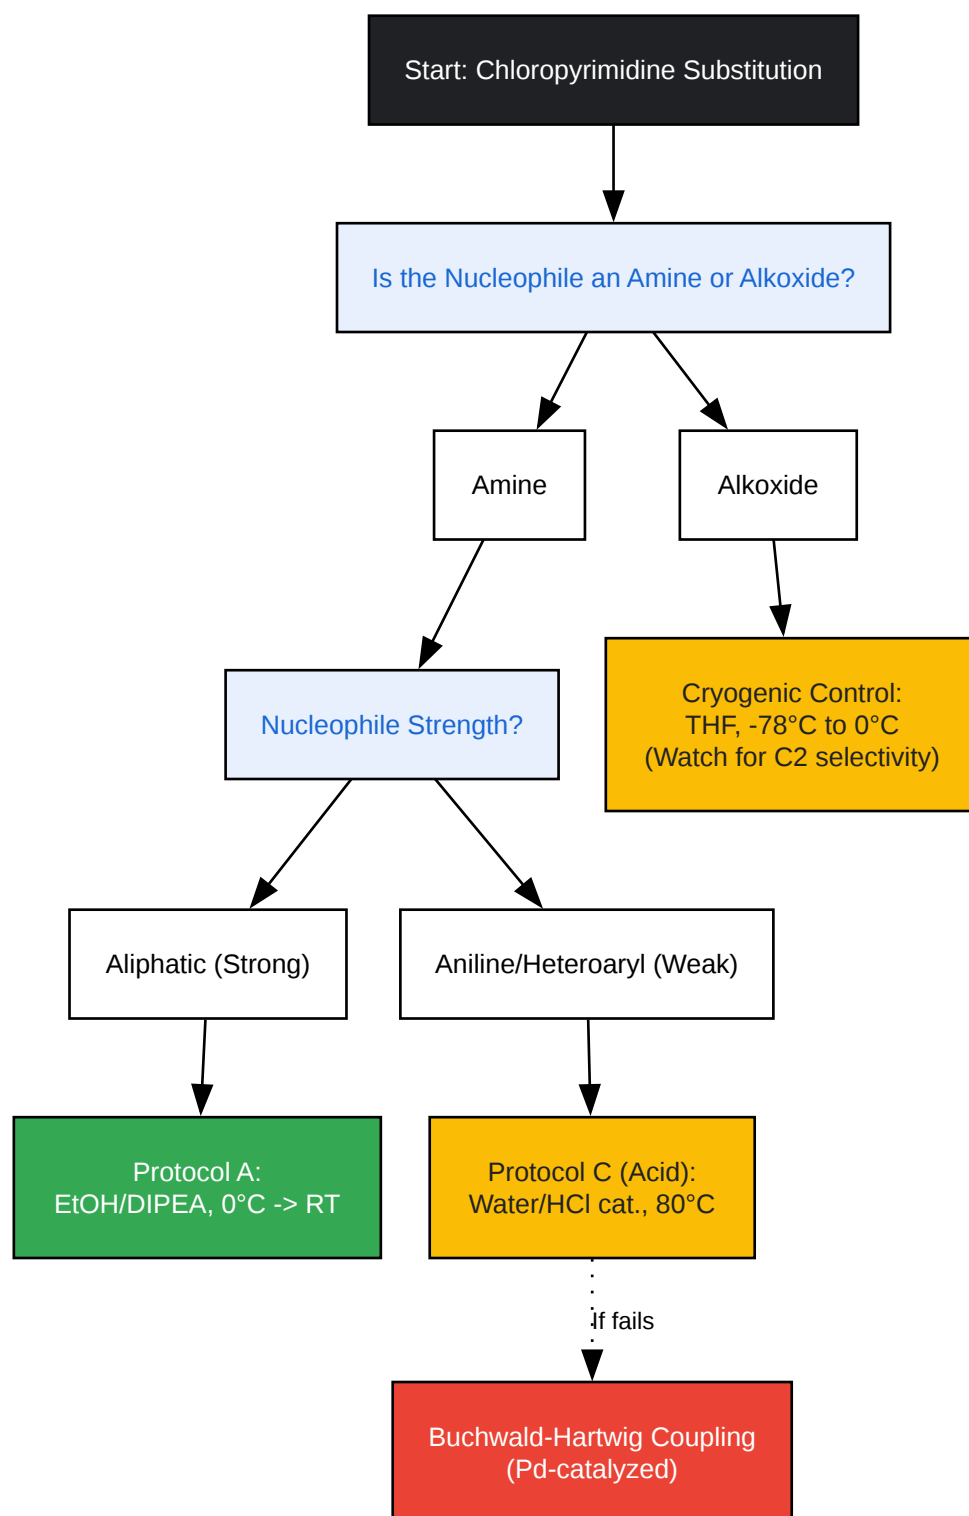 Start: Chloropyrimidine Substitution
Is the Nucleophile an Amine or Alkoxide?
Amine
Alkoxide
Cryogenic Control:
THF, -78°C to 0°C
(Watch for C2 selectivity)
Nucleophile Strength?
Aliphatic (Strong)
Aniline/Heteroaryl (Weak)
Protocol A:
EtOH/DIPEA, 0°C -> RT
Protocol C (Acid):
Water/HCl cat., 80°C
If fails
Buchwald-Hartwig Coupling
(Pd-catalyzed)